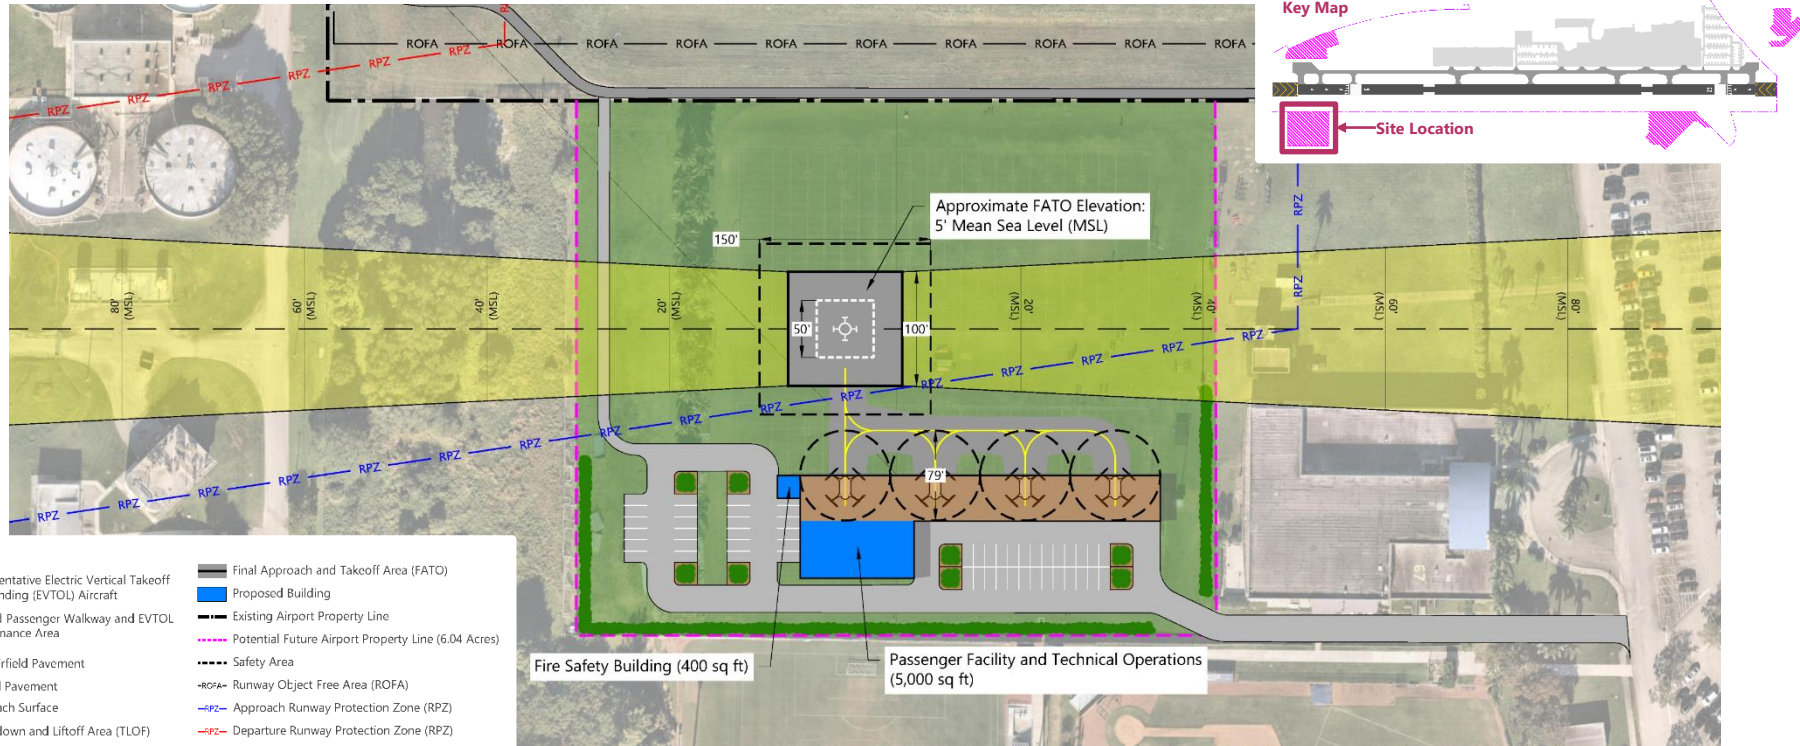 Key Map
Site Location
ROFA ROFA ROFA ROFA ROFA ROFA ROFA ROFA ROFA ROFA
RPZ RPZ RPZ RPZ RPZ RPZ
Approximate FATO Elevation:
5' Mean Sea Level (MSL)
150'
50'
100'
80'
(MSL)
60'
(MSL)
40'
(MSL)
20'
(MSL)
20'
(MSL)
40'
(MSL)
60'
(MSL)
80'
(MSL)
RPZ RPZ RPZ RPZ RPZ RPZ RPZ RPZ RPZ RPZ RPZ RPZ RPZ RPZ RPZ RPZ RPZ RPZ
79'
Fire Safety Building (400 sq ft)
Passenger Facility and Technical Operations
(5,000 sq ft)
entative Electric Vertical Takeoff
nding (EVTOL) Aircraft
d Passenger Walkway and EVTOL
nance Area
rfield Pavement
d Pavement
ach Surface
down and Liftoff Area (TLOF)
Final Approach and Takeoff Area (FATO)
Proposed Building
Existing Airport Property Line
Potential Future Airport Property Line (6.04 Acres)
Safety Area
-ROFA- Runway Object Free Area (ROFA)
-RPZ- Approach Runway Protection Zone (RPZ)
-RPZ- Departure Runway Protection Zone (RPZ)